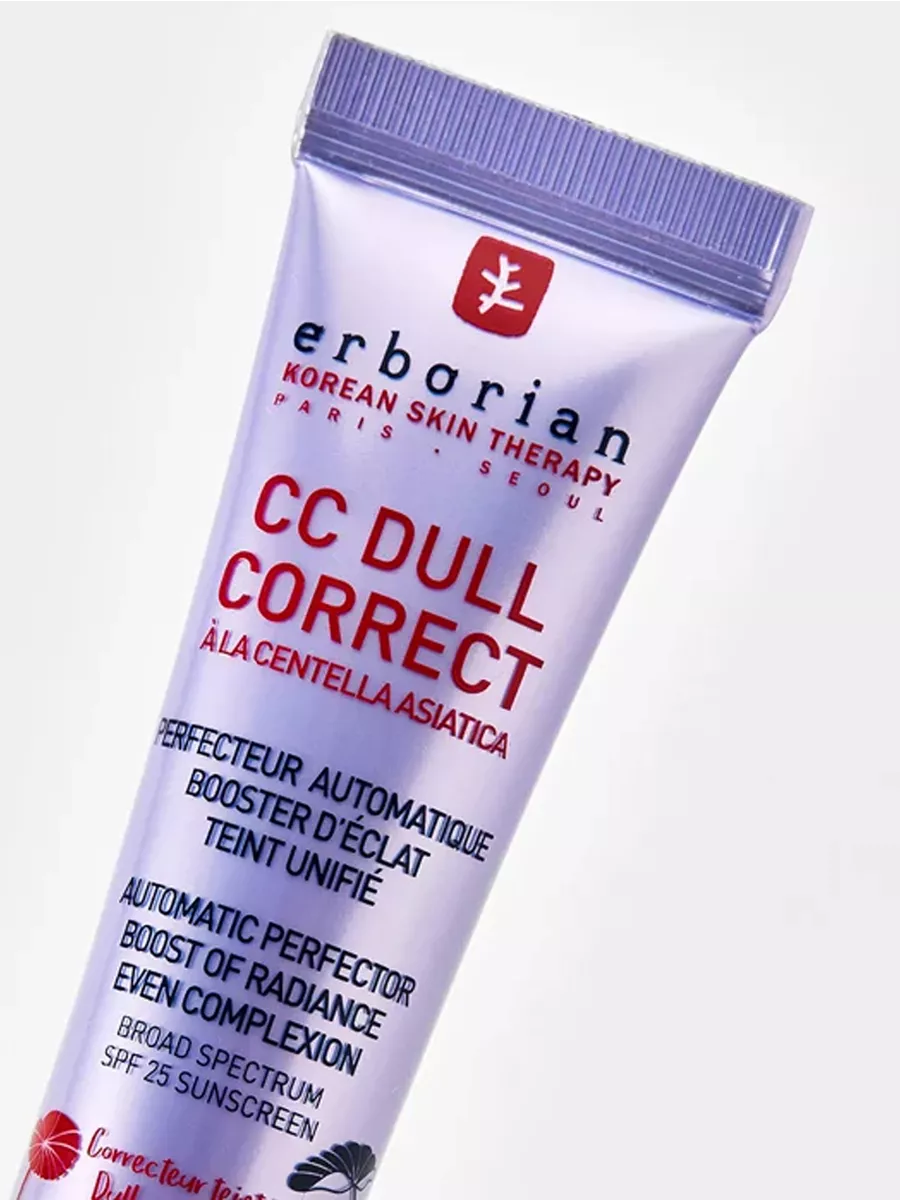 erborian
KOREAN SKIN THERAPY
PARIS · SEOUL
CC DULL
CORRECT
À LA CENTELLA ASIATICA
PERFECTEUR AUTOMATIQUE
BOOSTER D'ÉCLAT
TEINT UNIFIÉ
AUTOMATIC PERFECTOR
BOOST OF RADIANCE
EVEN COMPLEXION
BROAD SPECTRUM
SPF 25 SUNSCREEN
Correcteur teint
Dull